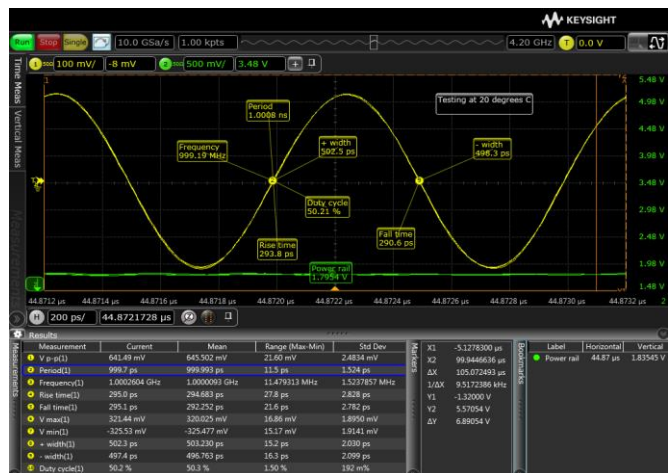 KEYSIGHT
Run Stop Single 10.0 GSa/s 1.00 kpts 4.20 GHz T 0.0 V
1 50Ω 100 mV/ -8 mV 2 50Ω 500 mV/ 3.48 V +
Time Meas
Vertical Meas
Measurements
5.48 V
4.98 V
4.48 V
3.98 V
3.48 V
2.98 V
2.48 V
1.98 V
1.48 V
Testing at 20 degrees C
Period
1.0008 ns
Frequency
999.19 MHz
+ width
502.5 ps
- width
498.3 ps
Duty cycle
50.21 %
Rise time
293.8 ps
Fall time
290.6 ps
Power rail
1.7954 V
44.8712 µs 44.8714 µs 44.8716 µs 44.8718 µs 44.8720 µs 44.8722 µs 44.8724 µs 44.8726 µs 44.8728 µs 44.8730 µs 44.8732 µs 2
H 200 ps/ 44.8721728 µs
Results
Measurements
Measurement Current Mean Range (Max-Min) Std Dev
V p-p(1) 641.49 mV 645.502 mV 21.60 mV 2.4834 mV
2 Period(1) 999.7 ps 999.993 ps 11.5 ps 1.524 ps
Frequency(1) 1.0002604 GHz 1.0000093 GHz 11.479313 MHz 1.5237857 MHz
Rise time(1) 295.0 ps 294.683 ps 27.8 ps 2.828 ps
Fall time(1) 295.1 ps 292.252 ps 21.6 ps 2.782 ps
V max(1) 321.44 mV 320.025 mV 16.86 mV 1.8950 mV
V min(1) -325.53 mV -325.477 mV 15.17 mV 1.9141 mV
+ width(1) 502.3 ps 503.230 ps 15.2 ps 2.030 ps
- width(1) 497.4 ps 496.763 ps 16.3 ps 2.099 ps
Duty cycle(1) 50.2 % 50.3 % 1.50 % 192 m%
Markers
X1 -5.1278300 µs
X2 99.9446636 µs
ΔX 105.072493 µs
1/ΔX 9.5172386 kHz
Y1 -1.32000 V
Y2 5.57054 V
ΔY 6.89054 V
Bookmarks
Label Horizontal Vertical
Power rail 44.87 µs 1.83545 V